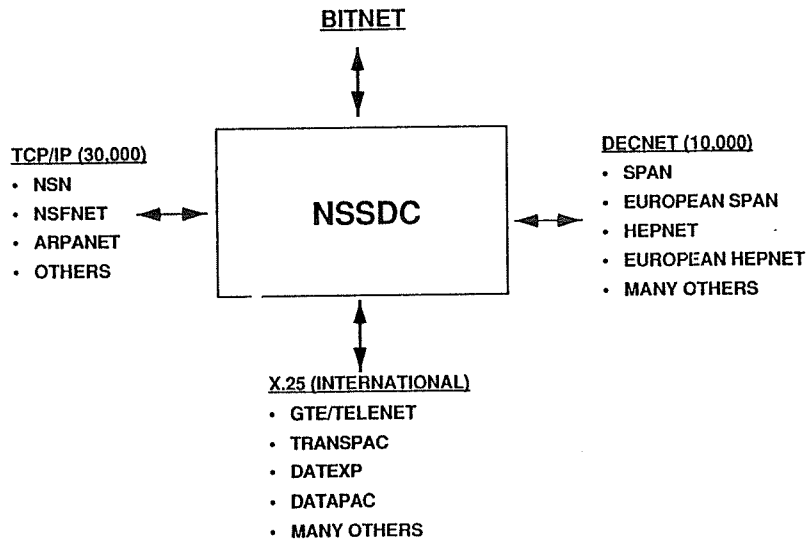 BITNET
TCP/IP (30,000)
• NSN
• NSFNET
• ARPANET
• OTHERS
NSSDC
DECNET (10,000)
• SPAN
• EUROPEAN SPAN
• HEPNET
• EUROPEAN HEPNET
• MANY OTHERS
X.25 (INTERNATIONAL)
• GTE/TELENET
• TRANSPAC
• DATEXP
• DATAPAC
• MANY OTHERS